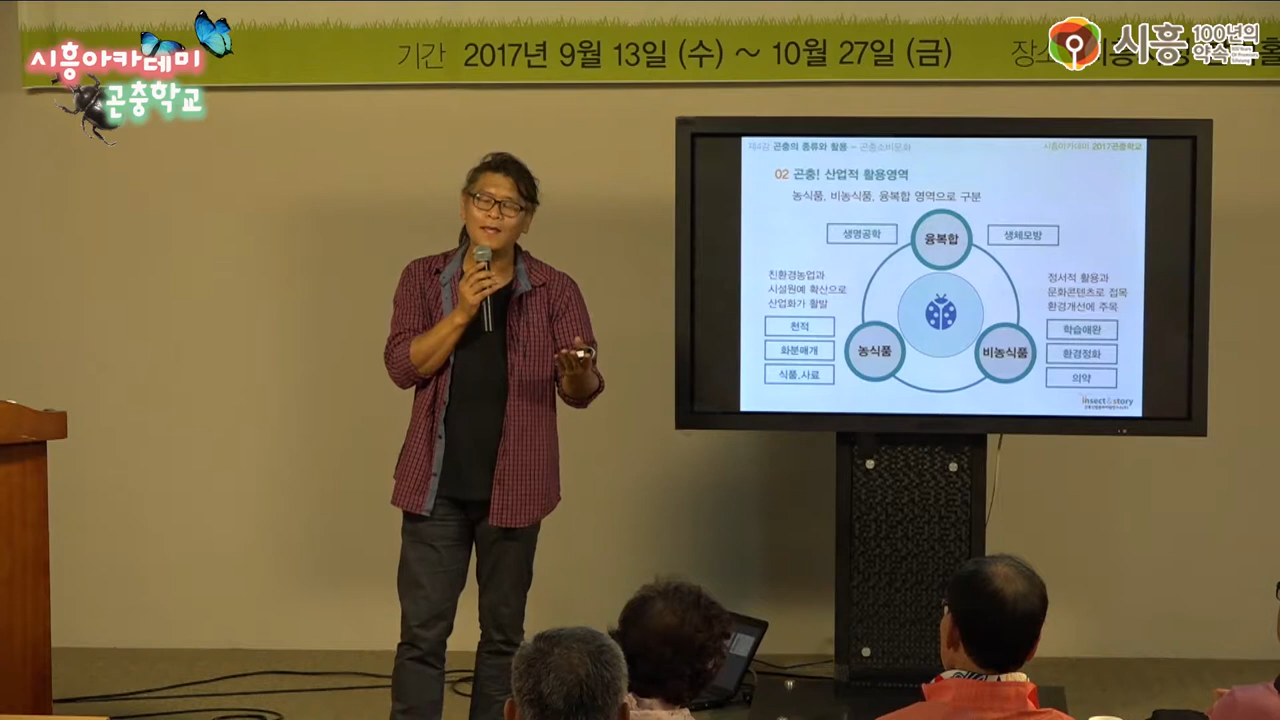 시흥아카데미
곤충학교
기간 2017년 9월 13일 (수) ~ 10월 27일 (금)
시흥 100년의
약속
제4강 곤충의 종류와 활용 - 곤충소비문화
시흥아카데미 2017곤충학교
02 곤충! 산업적 활용영역
농식품, 비농식품, 융복합 영역으로 구분
생명공학
융복합
생체모방
친환경농업과
시설원예 확산으로
산업화가 활발
천적
화분매개
식품.사료
농식품
정서적 활용과
문화콘텐츠로 접목
환경개선에 주목
학습애완
환경정화
의약
비농식품
insect&story